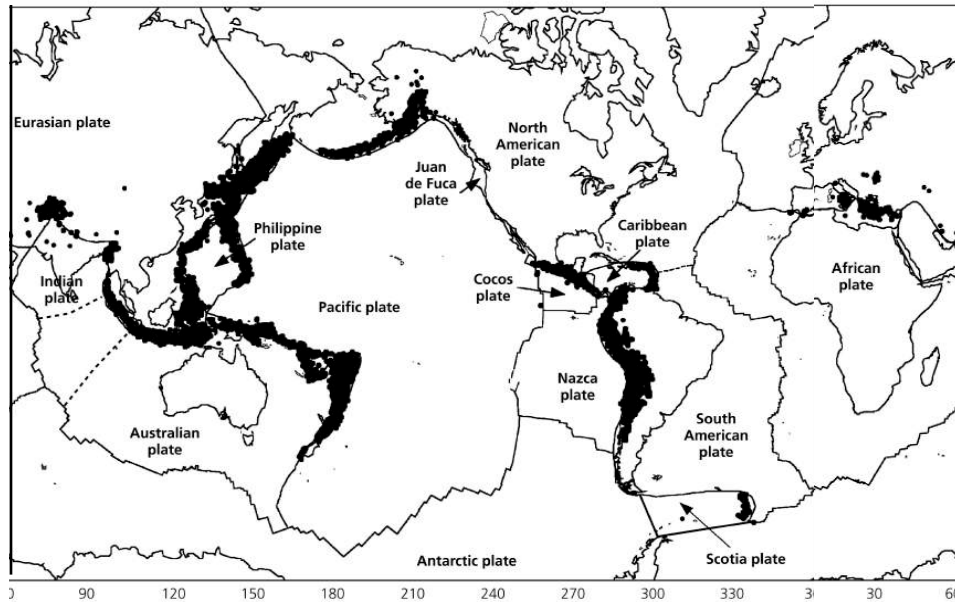 Eurasian plate
North
American
plate
Juan
de Fuca
plate
Philippine
plate
Caribbean
plate
Indian
plate
Cocos
plate
African
plate
Pacific plate
Nazca
plate
South
American
plate
Australian
plate
Antarctic plate
Scotia plate
90
120
150
180
210
240
270
300
330
30